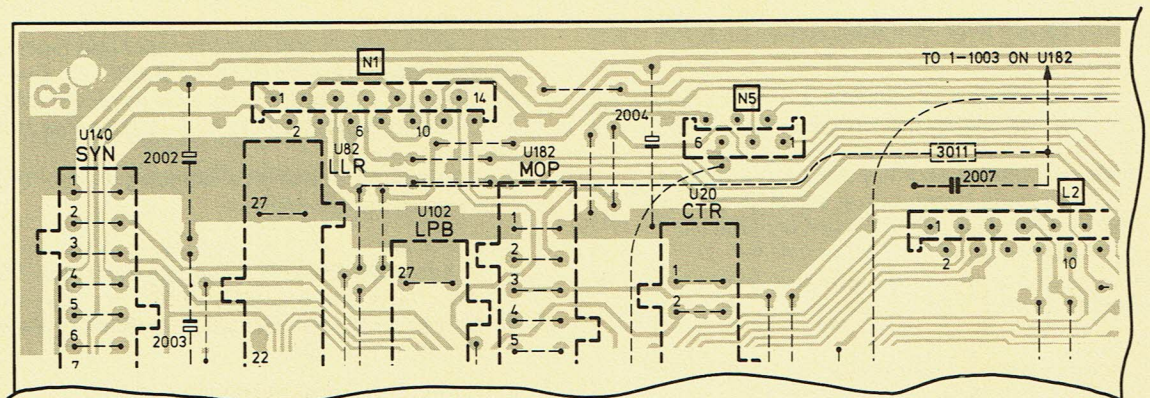 N1
TO 1-1003 ON U182
1 14
2 6 10
2004
N5
6 1
U140
SYN
2002
U82
LLR
U182
MOP
3011
2007
L2
U20
CTR
U102
LPB
1
2
3
4
5
6
7
27
27
22
2003
1
2
3
4
5
1
2
1
2 10